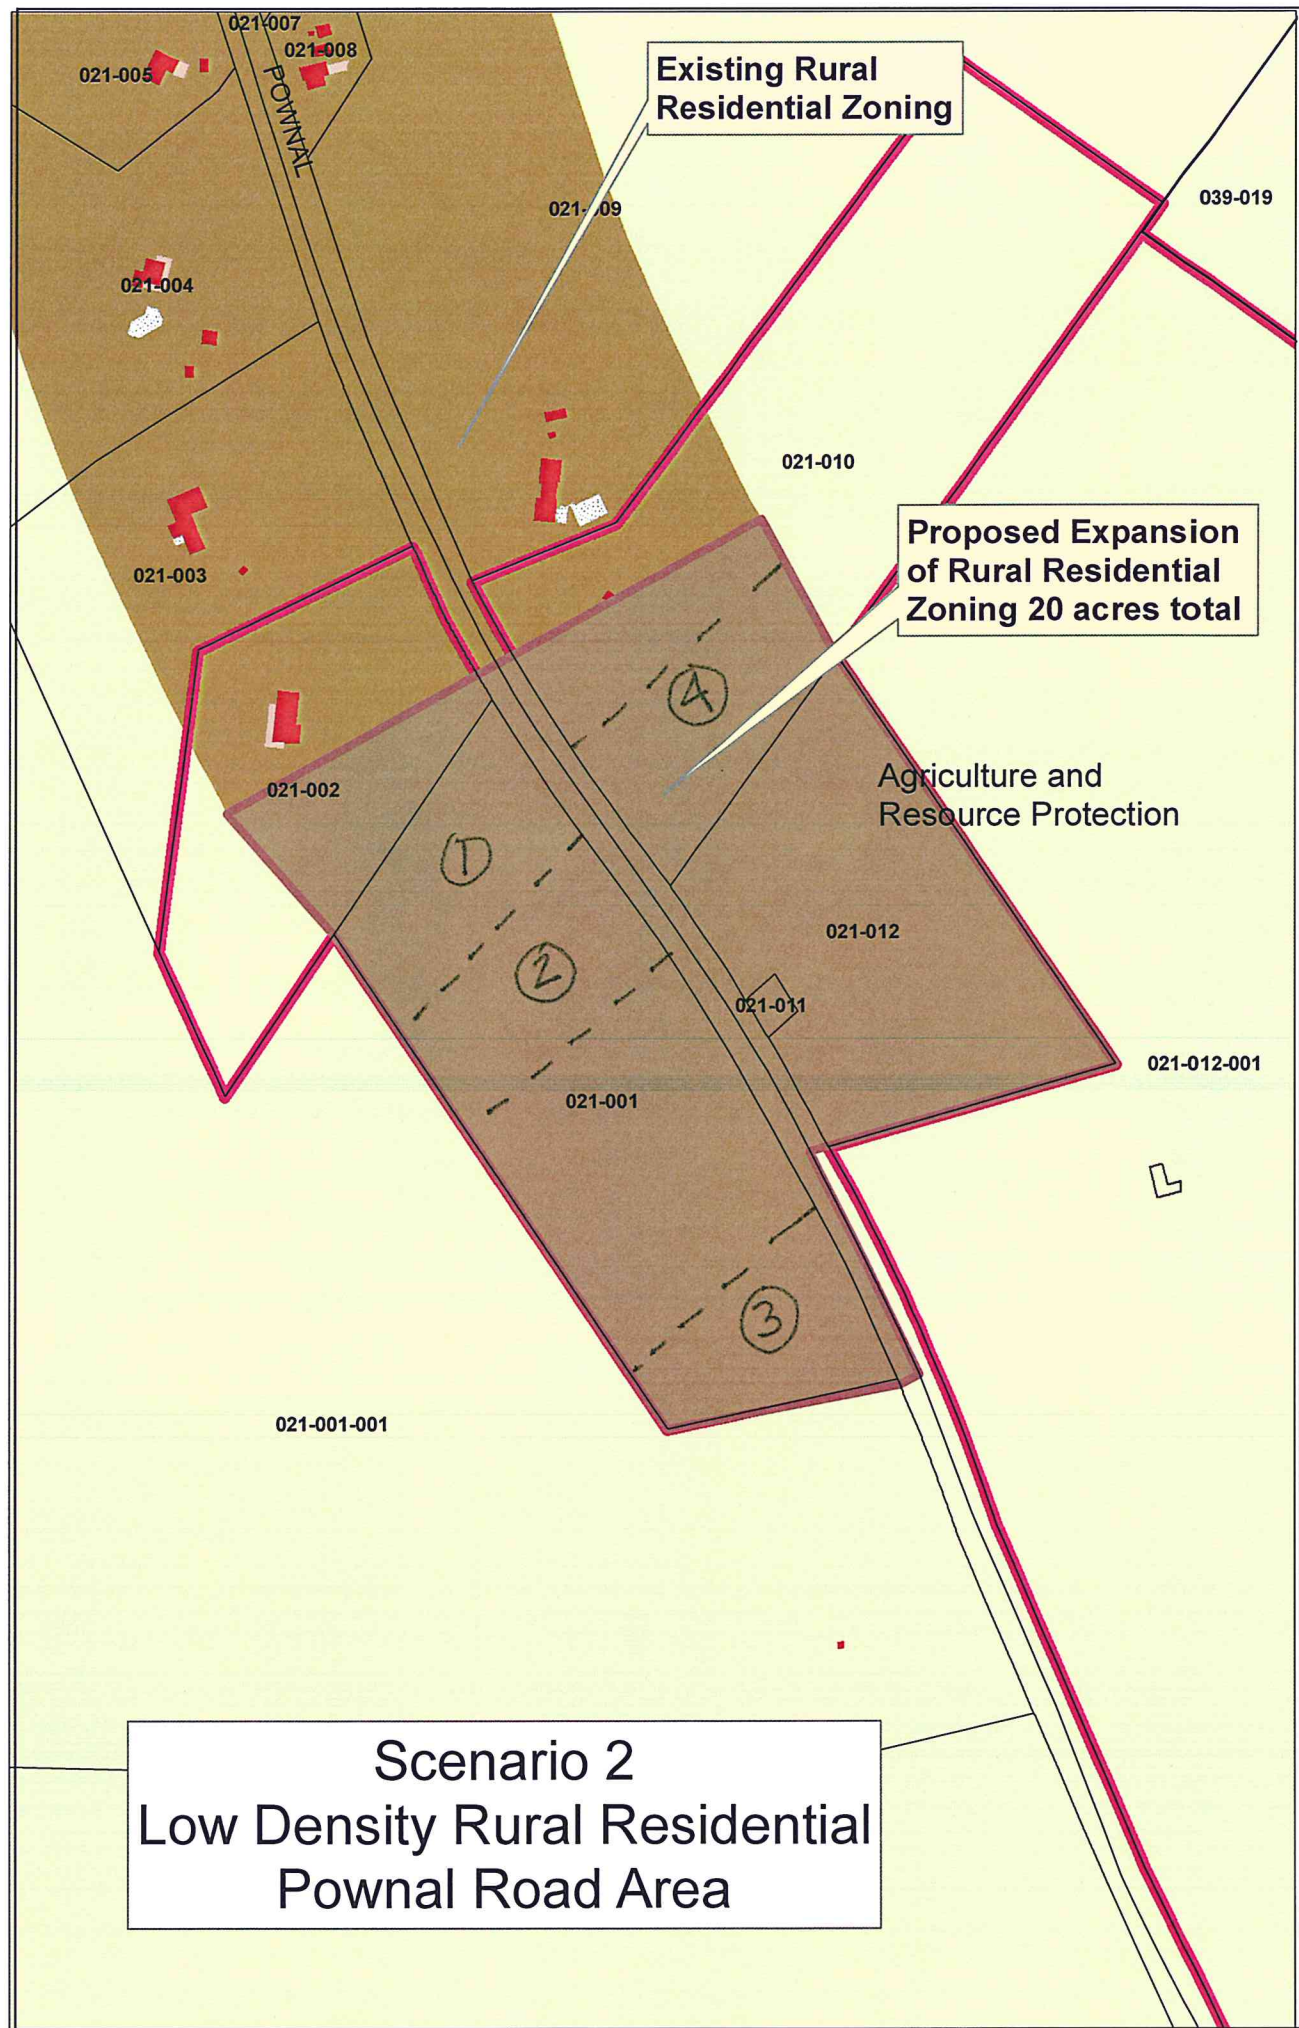 021-007
021-008
021-005
POWNAL
Existing Rural
Residential Zoning
039-019
021-009
021-004
021-010
Proposed Expansion
of Rural Residential
Zoning 20 acres total
021-003
4
Agriculture and
Resource Protection
021-002
1
021-012
2
021-011
021-012-001
021-001
3
021-001-001
Scenario 2
Low Density Rural Residential
Pownal Road Area